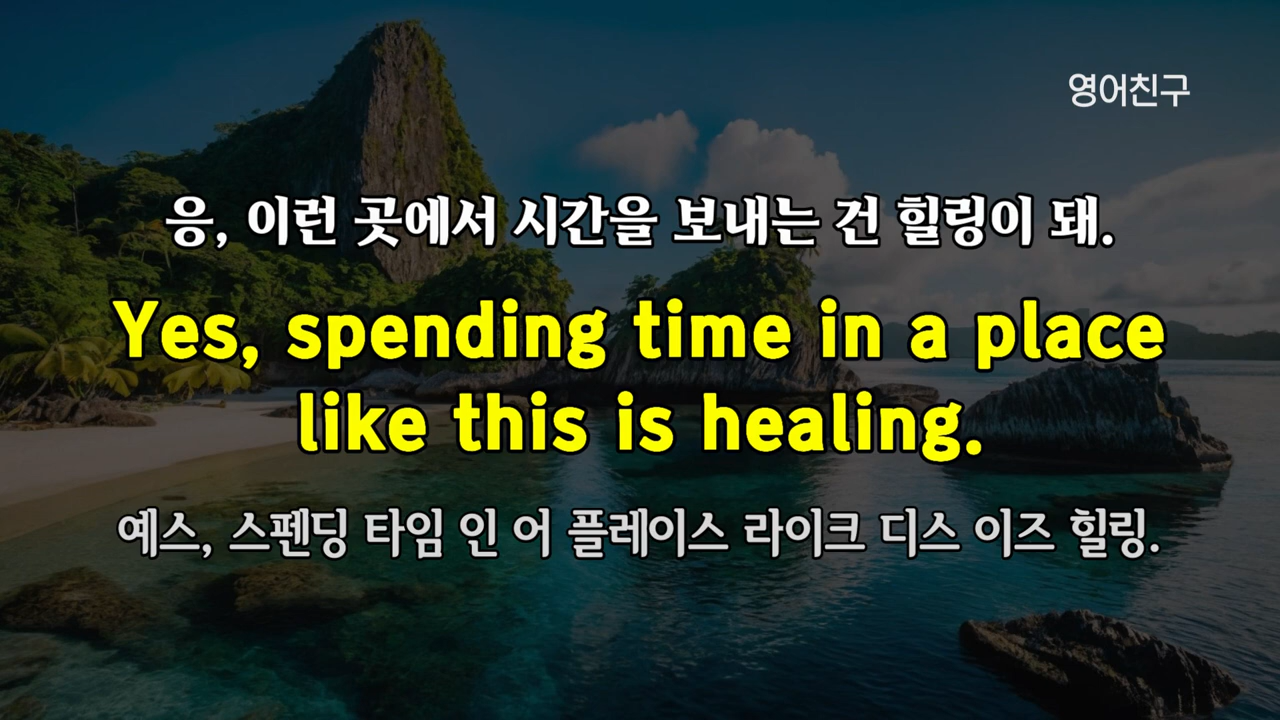 영어친구
응, 이런 곳에서 시간을 보내는 건 힐링이 돼.
Yes, spending time in a place
like this is healing.
예스, 스펜딩 타임 인 어 플레이스 라이크 디스 이즈 힐링.